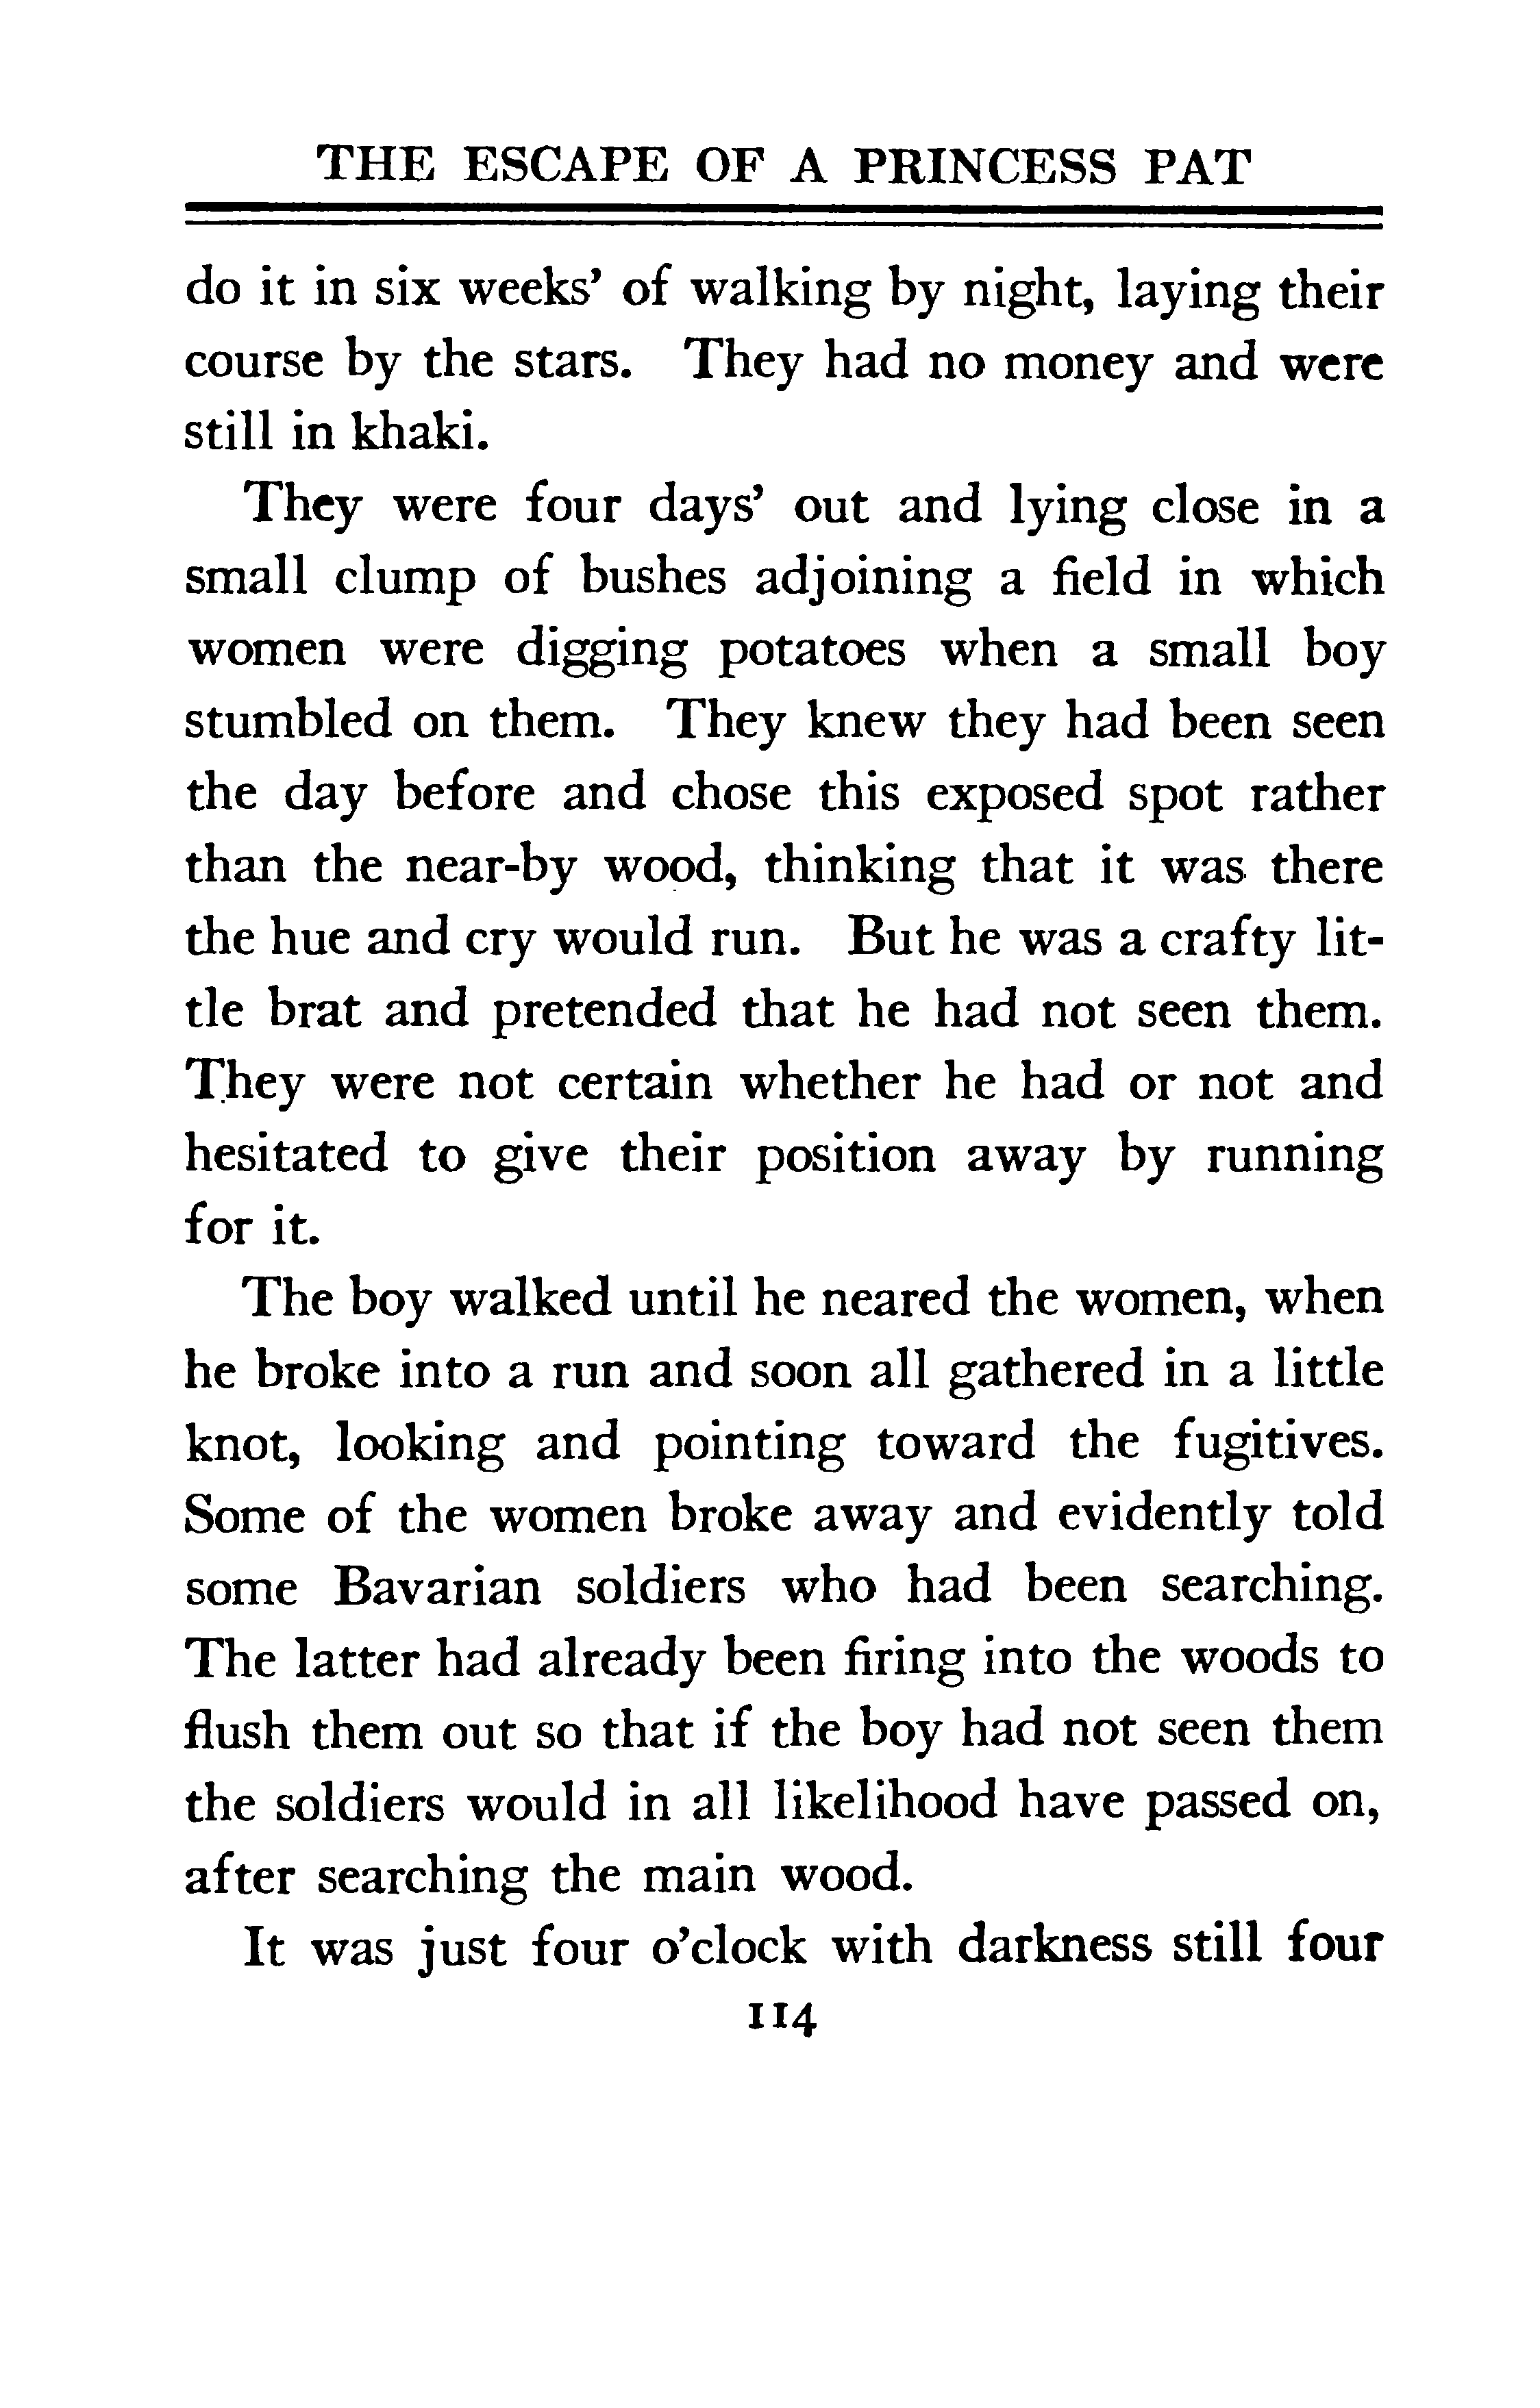 THE ESCAPE OF A PRINCESS PAT
do it in six weeks’ of walking by night, laying their
course by the stars. They had no money and were
still in khaki.
They were four days’ out and lying close in a
small clump of bushes adjoining a field in which
women were digging potatoes when a small boy
stumbled on them. They knew they had been seen
the day before and chose this exposed spot rather
than the near-by wood, thinking that it was there
the hue and cry would run. But he was a crafty lit-
tle brat and pretended that he had not seen them.
They were not certain whether he had or not and
hesitated to give their position away by running
for it.
The boy walked until he neared the women, when
he broke into a run and soon all gathered in a little
knot, looking and pointing toward the fugitives.
Some of the women broke away and evidently told
some Bavarian soldiers who had been searching.
The latter had already been firing into the woods to
flush them out so that if the boy had not seen them
the soldiers would in all likelihood have passed on,
after searching the main wood.
It was just four o’clock with darkness still four
114